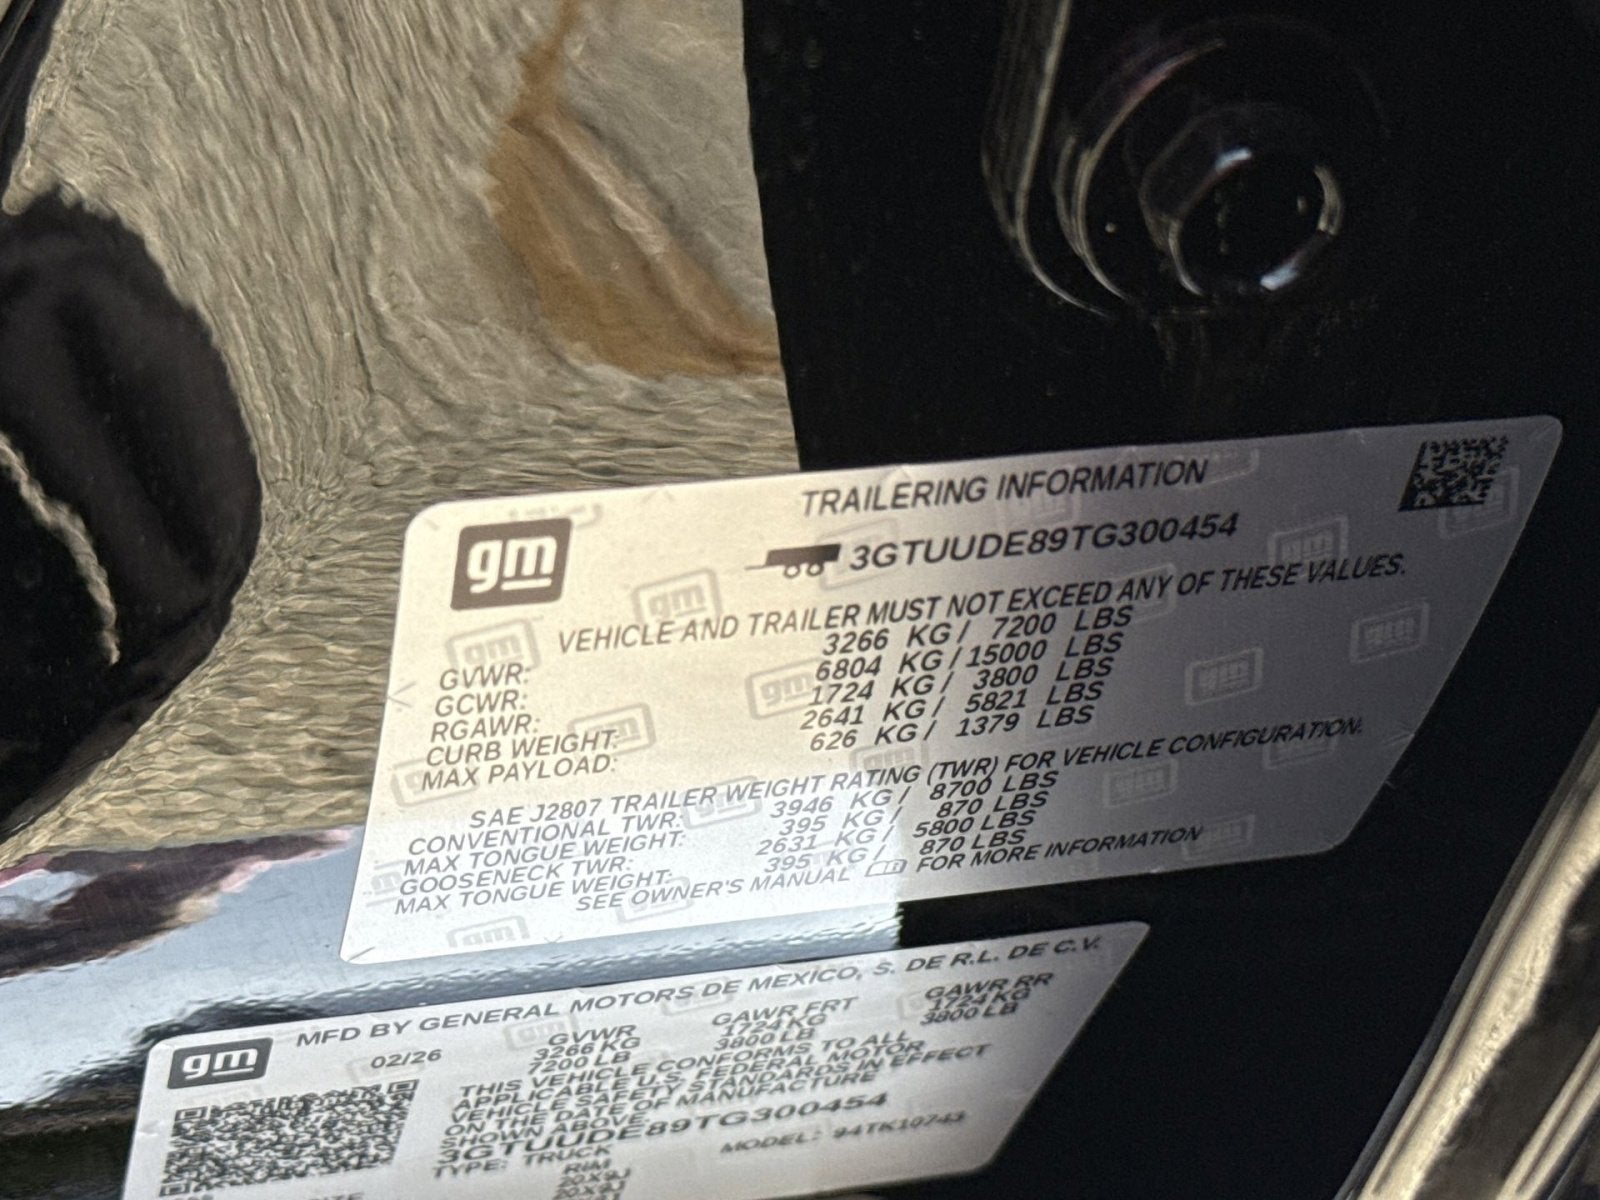 TRAILERING INFORMATION
gm
3GTUUDE89TG300454
VEHICLE AND TRAILER MUST NOT EXCEED ANY OF THESE VALUES.
GVWR: 3266 KG / 7200 LBS
GCWR: 6804 KG / 15000 LBS
RGAWR: 1724 KG / 3800 LBS
CURB WEIGHT: 2641 KG / 5821 LBS
MAX PAYLOAD: 626 KG / 1379 LBS
SAE J2807 TRAILER WEIGHT RATING (TWR) FOR VEHICLE CONFIGURATION.
CONVENTIONAL TWR: 3946 KG / 8700 LBS
MAX TONGUE WEIGHT: 395 KG / 870 LBS
GOOSENECK TWR: 2631 KG / 5800 LBS
MAX TONGUE WEIGHT: 395 KG / 870 LBS
SEE OWNER'S MANUAL FOR MORE INFORMATION
gm
MFD BY GENERAL MOTORS DE MEXICO, S. DE R.L. DE C.V.
02/26 GVWR GAWR FRT GAWR RR
3266 KG 1724 KG 1724 KG
7200 LB 3800 LB 3800 LB
THIS VEHICLE CONFORMS TO ALL
APPLICABLE U.S. FEDERAL MOTOR
VEHICLE SAFETY STANDARDS IN EFFECT
ON THE DATE OF MANUFACTURE
SHOWN ABOVE.
3GTUUDE89TG300454
TYPE: TRUCK MODEL: 94TK10743
RIM
20X9J
20X9J